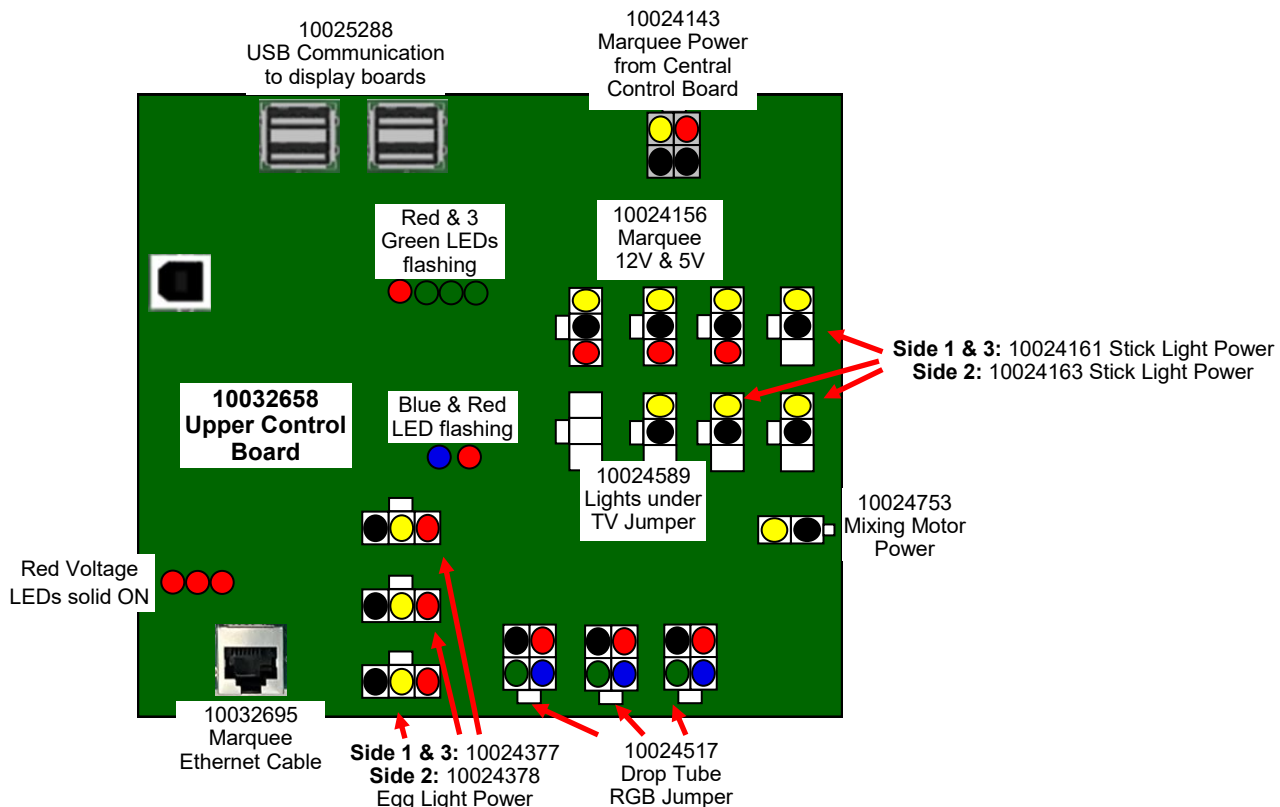 10025288
USB Communication
to display boards
10024143
Marquee Power
from Central
Control Board
Red & 3
Green LEDs
flashing
10024156
Marquee
12V & 5V
Side 1 & 3: 10024161 Stick Light Power
Side 2: 10024163 Stick Light Power
10032658
Upper Control
Board
Blue & Red
LED flashing
10024589
Lights under
TV Jumper
10024753
Mixing Motor
Power
Red Voltage
LEDs solid ON
10032695
Marquee
Ethernet Cable
Side 1 & 3: 10024377
Side 2: 10024378
Egg Light Power
10024517
Drop Tube
RGB Jumper